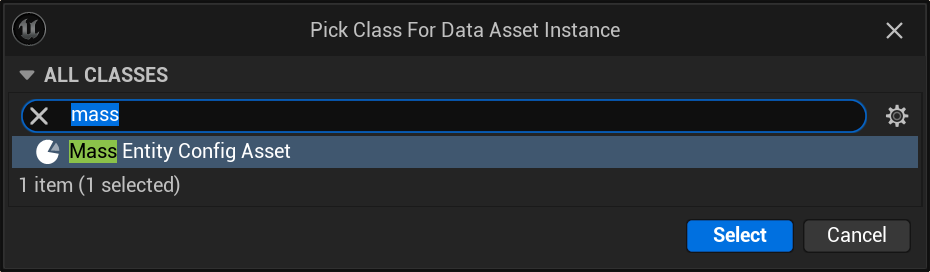 Pick Class For Data Asset Instance
ALL CLASSES
mass
Mass Entity Config Asset
1 item (1 selected)
Select
Cancel